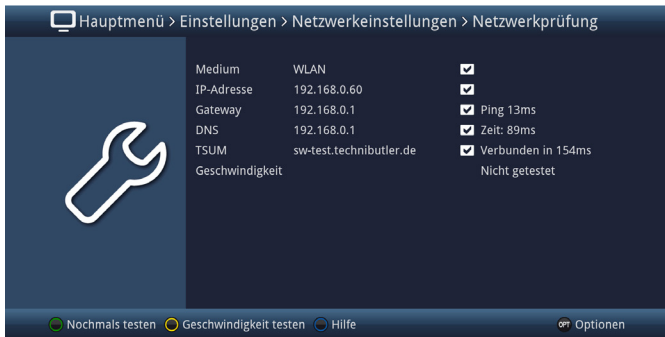 Hauptmenü > Einstellungen > Netzwerkeinstellungen > Netzwerkprüfung
Medium WLAN
IP-Adresse 192.168.0.60
Gateway 192.168.0.1 Ping 13ms
DNS 192.168.0.1 Zeit: 89ms
TSUM sw-test.technibutler.de Verbunden in 154ms
Geschwindigkeit Nicht getestet
Nochmals testen Geschwindigkeit testen Hilfe OPT Optionen